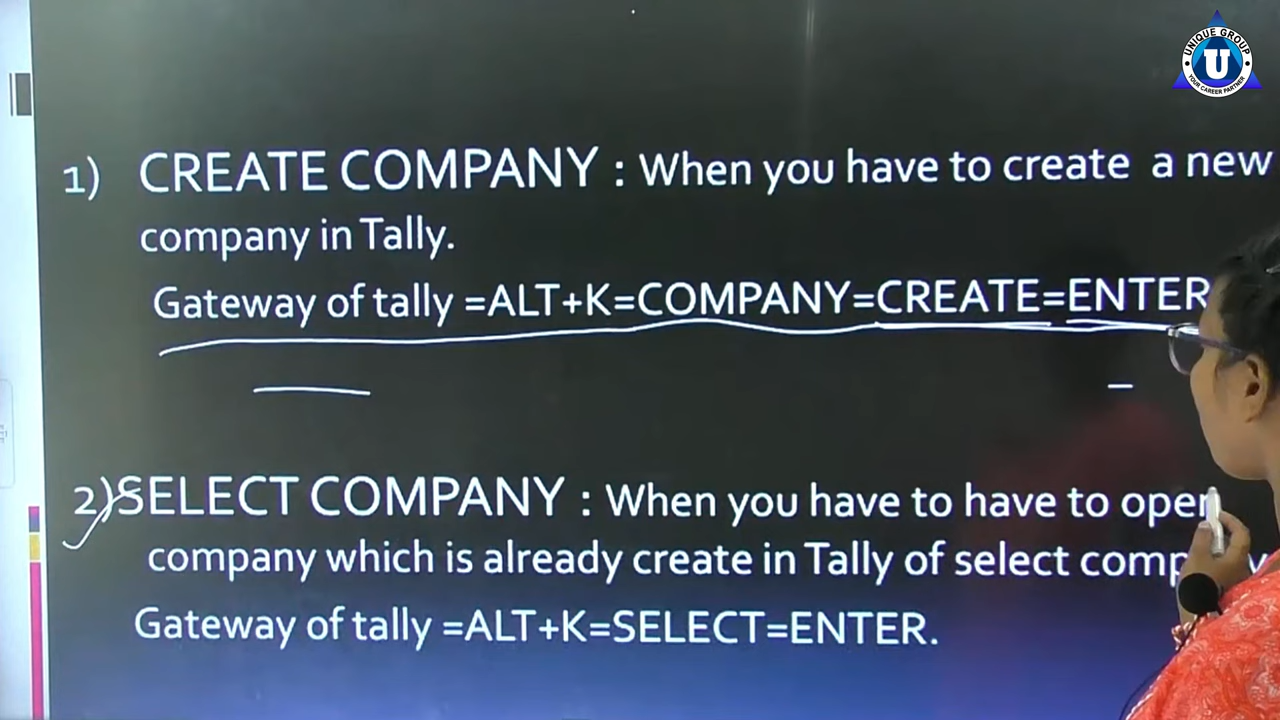 UNIQUE GROUP
U
YOUR CAREER PARTNER
1) CREATE COMPANY : When you have to create a new
company in Tally.
Gateway of tally =ALT+K=COMPANY=CREATE=ENTER
2)SELECT COMPANY : When you have to have to open
company which is already create in Tally of select company
Gateway of tally =ALT+K=SELECT=ENTER.